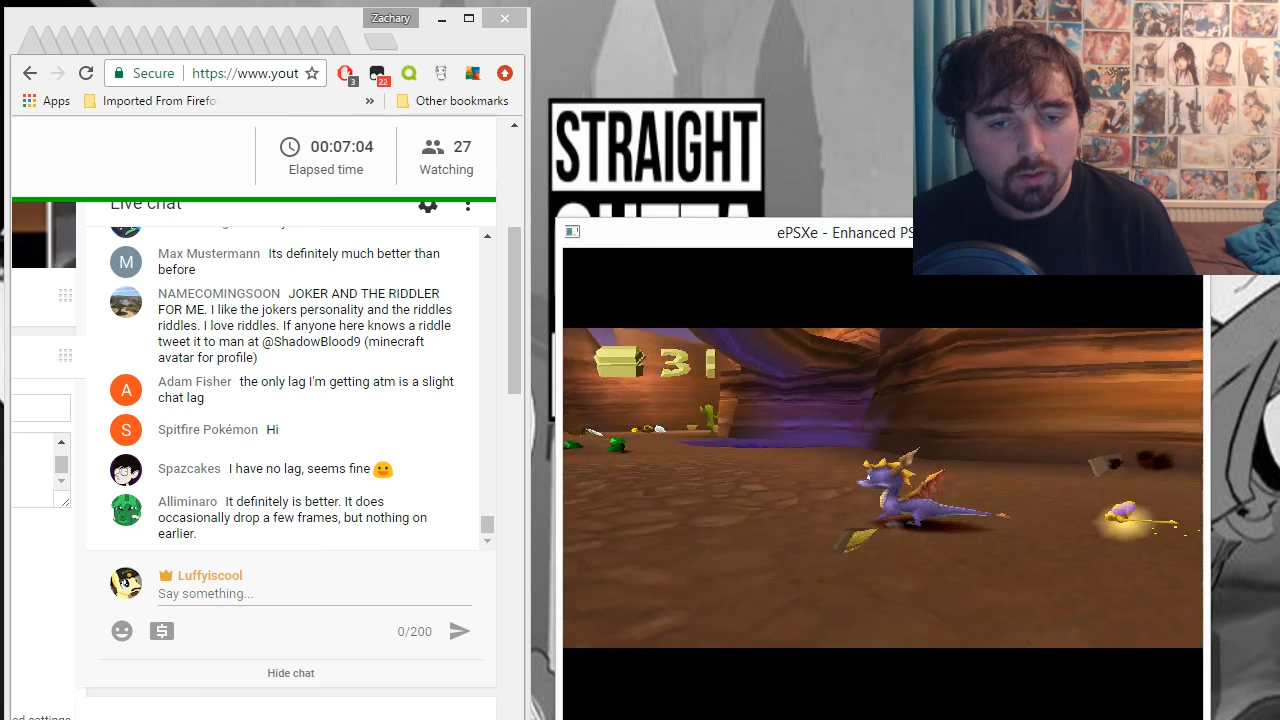 Zachary
Secure
https://www.yout
3
22
Apps
Imported From Firefo
»
Other bookmarks
00:07:04
Elapsed time
27
Watching
Live chat
Max Mustermann Its definitely much better than
before
NAMECOMINGSOON JOKER AND THE RIDDLER
FOR ME. I like the jokers personality and the riddles
riddles. I love riddles. If anyone here knows a riddle
tweet it to man at @ShadowBlood9 (minecraft
avatar for profile)
Adam Fisher the only lag I'm getting atm is a slight
chat lag
Spitfire Pokémon Hi
Spazcakes I have no lag, seems fine
Alliminaro It definitely is better. It does
occasionally drop a few frames, but nothing on
earlier.
Luffyiscool
Say something...
0/200
Hide chat
M
A
S
STRAIGHT
OUTTA
ePSXe - Enhanced PS
31